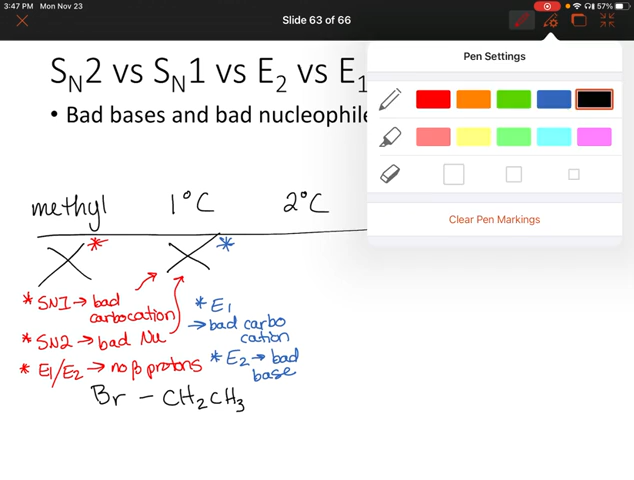 3:47 PM Mon Nov 23
57%
Slide 63 of 66
Pen Settings
SN2 vs SN1 vs E2 vs E1
• Bad bases and bad nucleophile
Clear Pen Markings
methyl 1°C 2°C
* *
* SN1 → bad carbocation
* SN2 → bad Nu
* E1/E2 → no β protons
* E1
→ bad carbo
cation
* E2 → bad
base
Br – CH2CH3